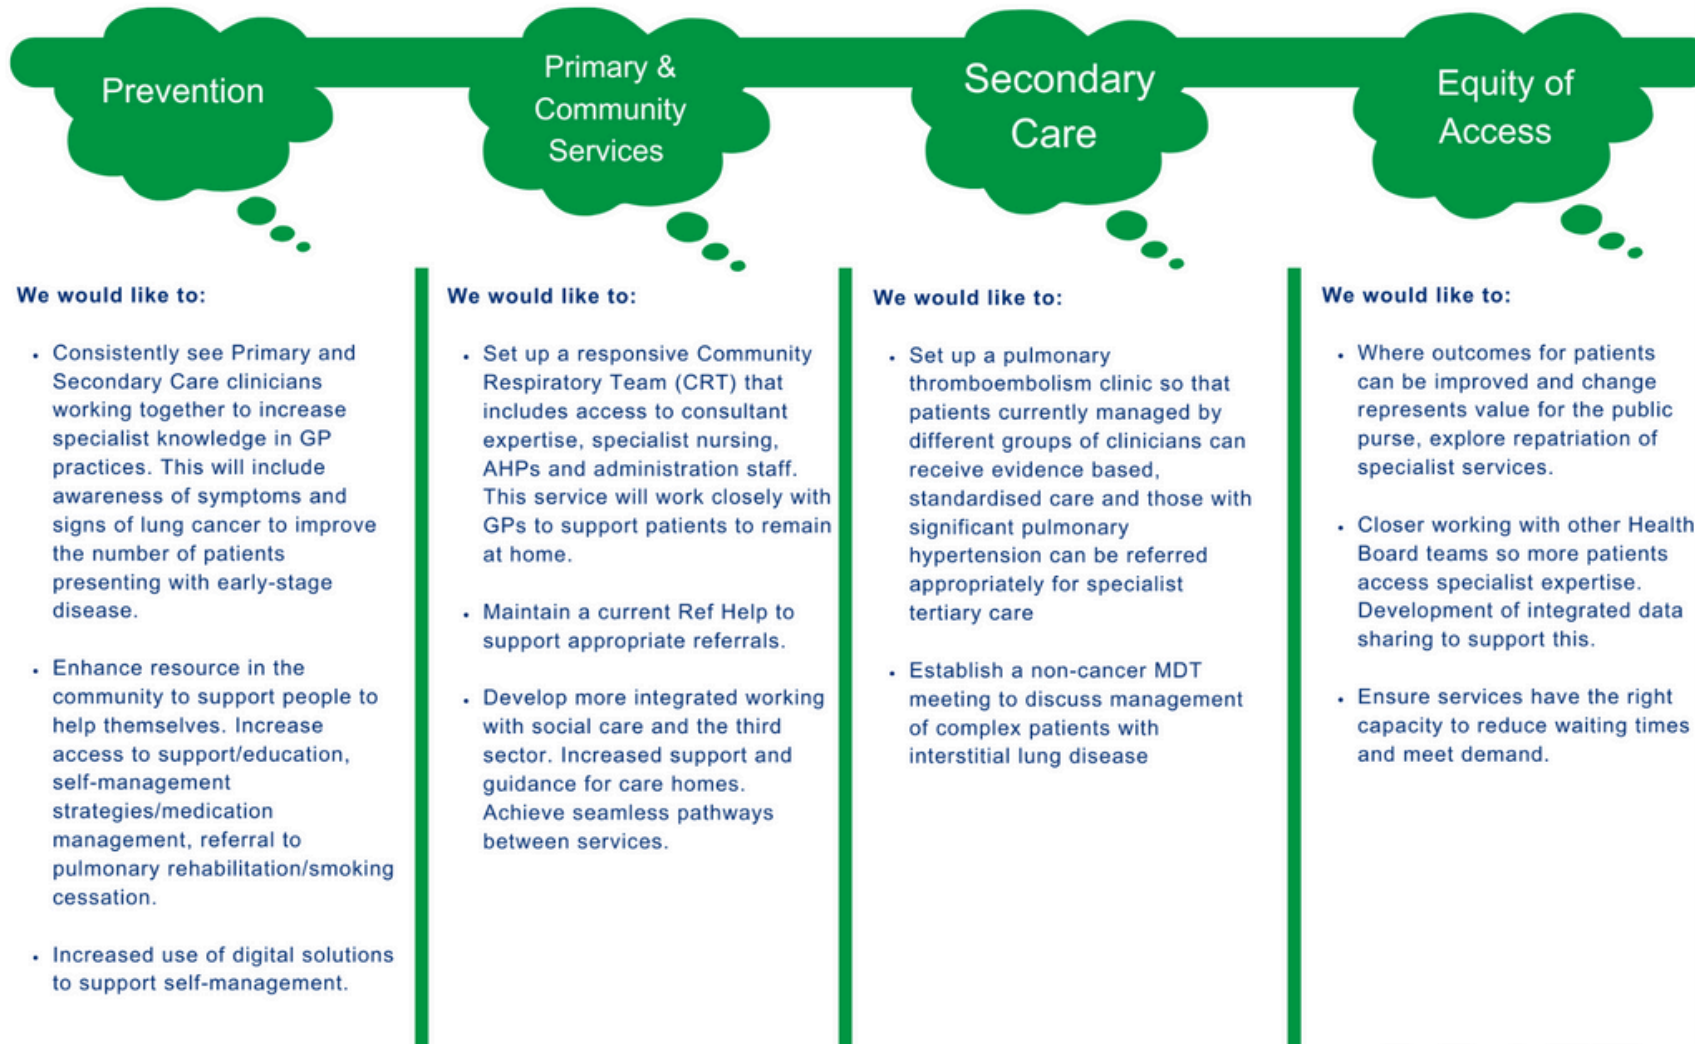 Prevention
Primary &
Community
Services
Secondary
Care
Equity of
Access
We would like to:
• Consistently see Primary and
Secondary Care clinicians
working together to increase
specialist knowledge in GP
practices. This will include
awareness of symptoms and
signs of lung cancer to improve
the number of patients
presenting with early-stage
disease.
• Enhance resource in the
community to support people to
help themselves. Increase
access to support/education,
self-management
strategies/medication
management, referral to
pulmonary rehabilitation/smoking
cessation.
• Increased use of digital solutions
to support self-management.
We would like to:
• Set up a responsive Community
Respiratory Team (CRT) that
includes access to consultant
expertise, specialist nursing,
AHPs and administration staff.
This service will work closely with
GPs to support patients to remain
at home.
• Maintain a current Ref Help to
support appropriate referrals.
• Develop more integrated working
with social care and the third
sector. Increased support and
guidance for care homes.
Achieve seamless pathways
between services.
We would like to:
• Set up a pulmonary
thromboembolism clinic so that
patients currently managed by
different groups of clinicians can
receive evidence based,
standardised care and those with
significant pulmonary
hypertension can be referred
appropriately for specialist
tertiary care
• Establish a non-cancer MDT
meeting to discuss management
of complex patients with
interstitial lung disease
We would like to:
• Where outcomes for patients
can be improved and change
represents value for the public
purse, explore repatriation of
specialist services.
• Closer working with other Health
Board teams so more patients
access specialist expertise.
Development of integrated data
sharing to support this.
• Ensure services have the right
capacity to reduce waiting times
and meet demand.